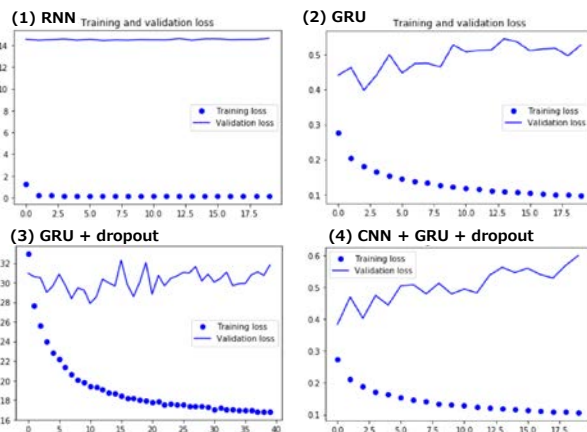 (1) RNN
Training and validation loss
14
12
10
8
6
4
2
0
Training loss
Validation loss
0.0 2.5 5.0 7.5 10.0 12.5 15.0 17.5
(2) GRU
Training and validation loss
0.5
0.4
0.3
0.2
0.1
Training loss
Validation loss
0.0 2.5 5.0 7.5 10.0 12.5 15.0 17.5
(3) GRU + dropout
32
30
28
26
24
22
20
18
16
Training loss
Validation loss
0 5 10 15 20 25 30 35 40
(4) CNN + GRU + dropout
0.6
0.5
0.4
0.3
0.2
0.1
Training loss
Validation loss
0.0 2.5 5.0 7.5 10.0 12.5 15.0 17.5